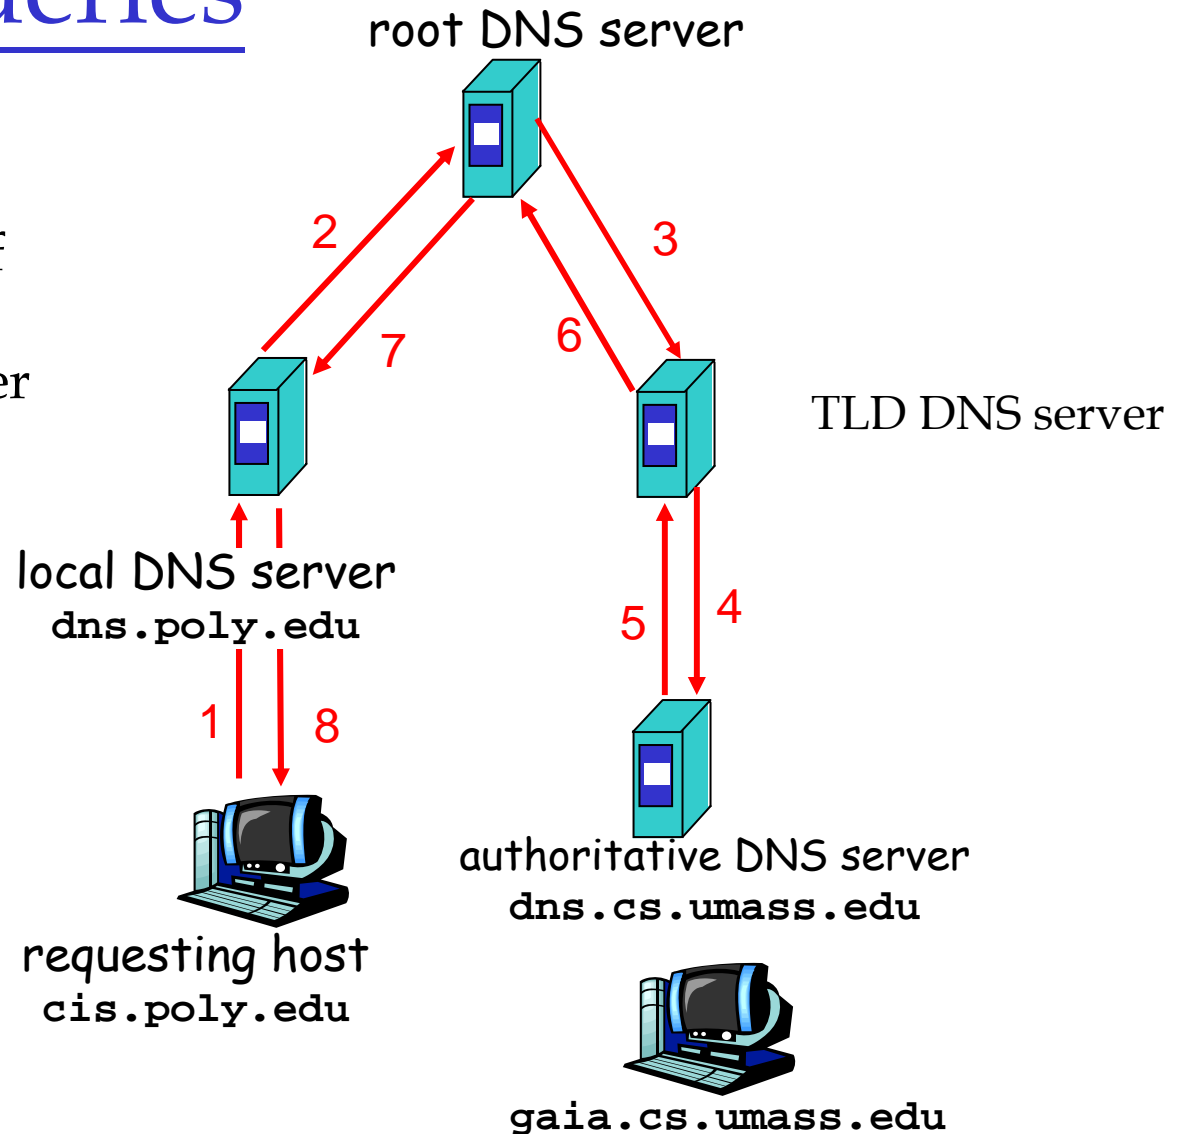 root DNS server
2
3
7
6
er
TLD DNS server
local DNS server
dns.poly.edu
5
4
1
8
authoritative DNS server
dns.cs.umass.edu
requesting host
cis.poly.edu
gaia.cs.umass.edu